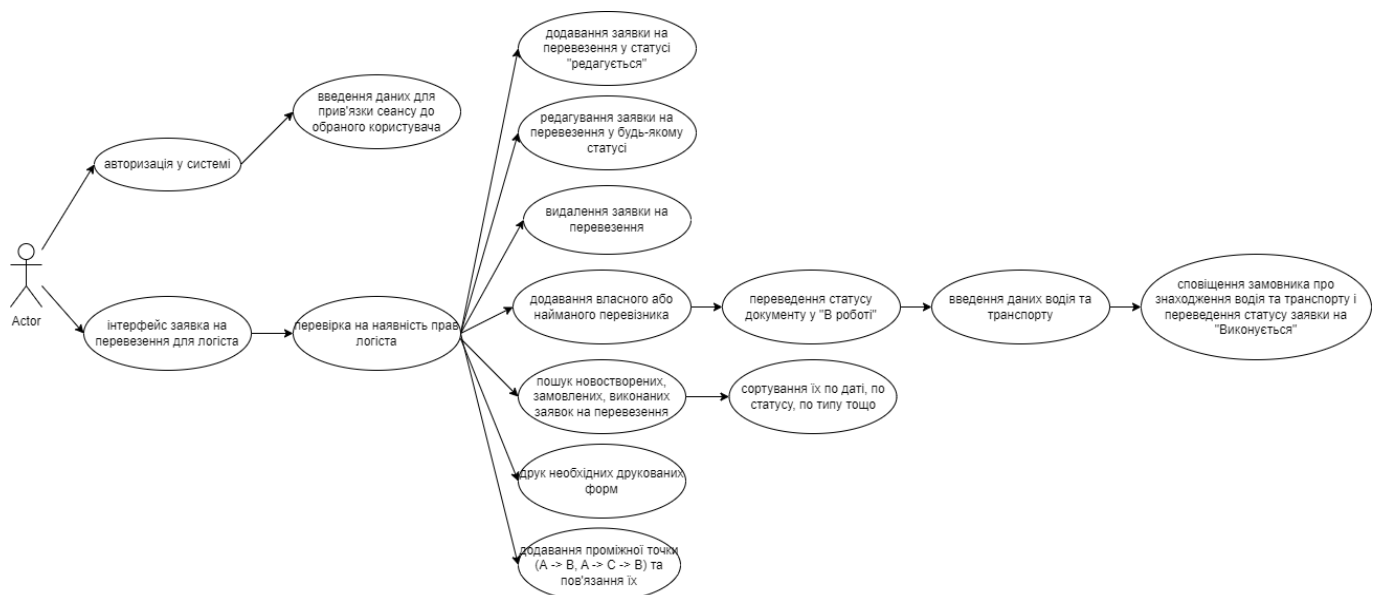 додавання заявки на
перевезення у статусі
"редагується"
введення даних для
прив'язки сеансу до
обраного користувача
редагування заявки на
перевезення у будь-якому
статусі
авторизація у системі
видалення заявки на
перевезення
Actor
інтерфейс заявка на
перевезення для логіста
перевірка на наявність прав
логіста
додавання власного або
найманого перевізника
переведення статусу
документу у "В роботі"
введення даних водія та
транспорту
сповіщення замовника про
знаходження водія та транспорту і
переведення статусу заявки на
"Виконується"
пошук новостворених,
замовлених, виконаних
заявок на перевезення
сортування їх по даті, по
статусу, по типу тощо
друк необхідних друкованих
форм
додавання проміжної точки
(A -> B, A -> C -> B) та
пов'язання їх